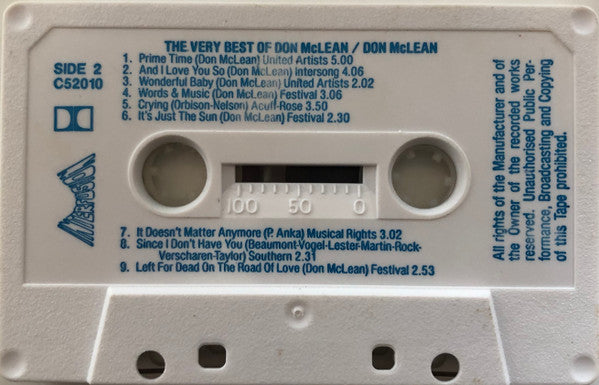 THE VERY BEST OF DON McLEAN / DON McLEAN
SIDE 2
C52010
1. Prime Time (Don McLean) United Artists 5.00
2. And I Love You So (Don McLean) Intersong 4.06
3. Wonderful Baby (Don McLean) United Artists 2.02
4. Words & Music (Don McLean) Festival 3.06
5. Crying (Orbison-Nelson) Acuff-Rose 3.50
6. It's Just The Sun (Don McLean) Festival 2.30
100 50 0
7. It Doesn't Matter Anymore (P. Anka) Musical Rights 3.02
8. Since I Don't Have You (Beaumont-Vogel-Lester-Martin-Rock-
Verscharen-Taylor) Southern 2.31
9. Left For Dead On The Road Of Love (Don McLean) Festival 2.53
All rights of the Manufacturer and of
the Owner of the recorded works
reserved. Unauthorised Public Per-
formance, Broadcasting and Copying
of this Tape prohibited.